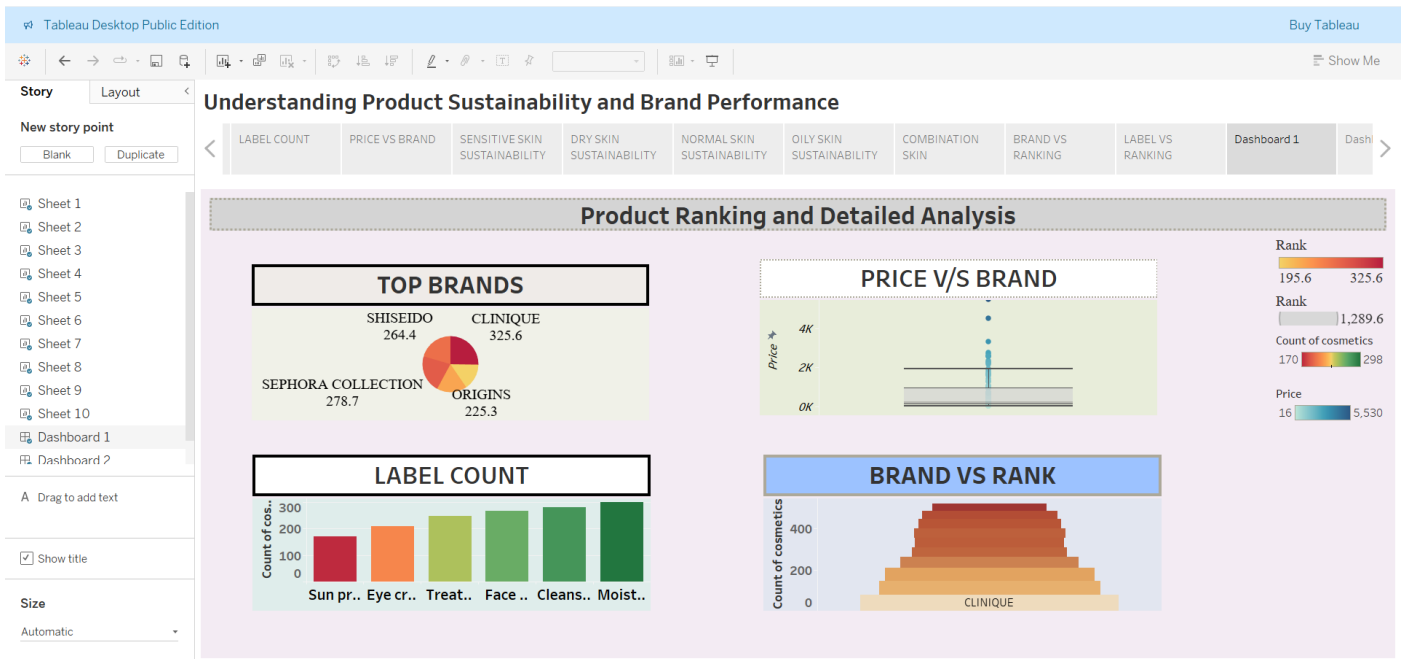 Tableau Desktop Public Edition
Buy Tableau
Show Me
Story
Layout
New story point
Blank
Duplicate
Sheet 1
Sheet 2
Sheet 3
Sheet 4
Sheet 5
Sheet 6
Sheet 7
Sheet 8
Sheet 9
Sheet 10
Dashboard 1
Dashboard 2
A Drag to add text
Show title
Size
Automatic
Understanding Product Sustainability and Brand Performance
LABEL COUNT
PRICE VS BRAND
SENSITIVE SKIN
SUSTAINABILITY
DRY SKIN
SUSTAINABILITY
NORMAL SKIN
SUSTAINABILITY
OILY SKIN
SUSTAINABILITY
COMBINATION
SKIN
BRAND VS
RANKING
LABEL VS
RANKING
Dashboard 1
Dash
Product Ranking and Detailed Analysis
TOP BRANDS
SHISEIDO
264.4
CLINIQUE
325.6
SEPHORA COLLECTION
278.7
ORIGINS
225.3
PRICE V/S BRAND
Price
4K
2K
0K
Rank
195.6 325.6
Rank
1,289.6
Count of cosmetics
170 298
Price
16 5,530
LABEL COUNT
Count of cos..
300
200
100
0
Sun pr.. Eye cr.. Treat.. Face .. Cleans.. Moist..
BRAND VS RANK
Count of cosmetics
400
200
0
CLINIQUE